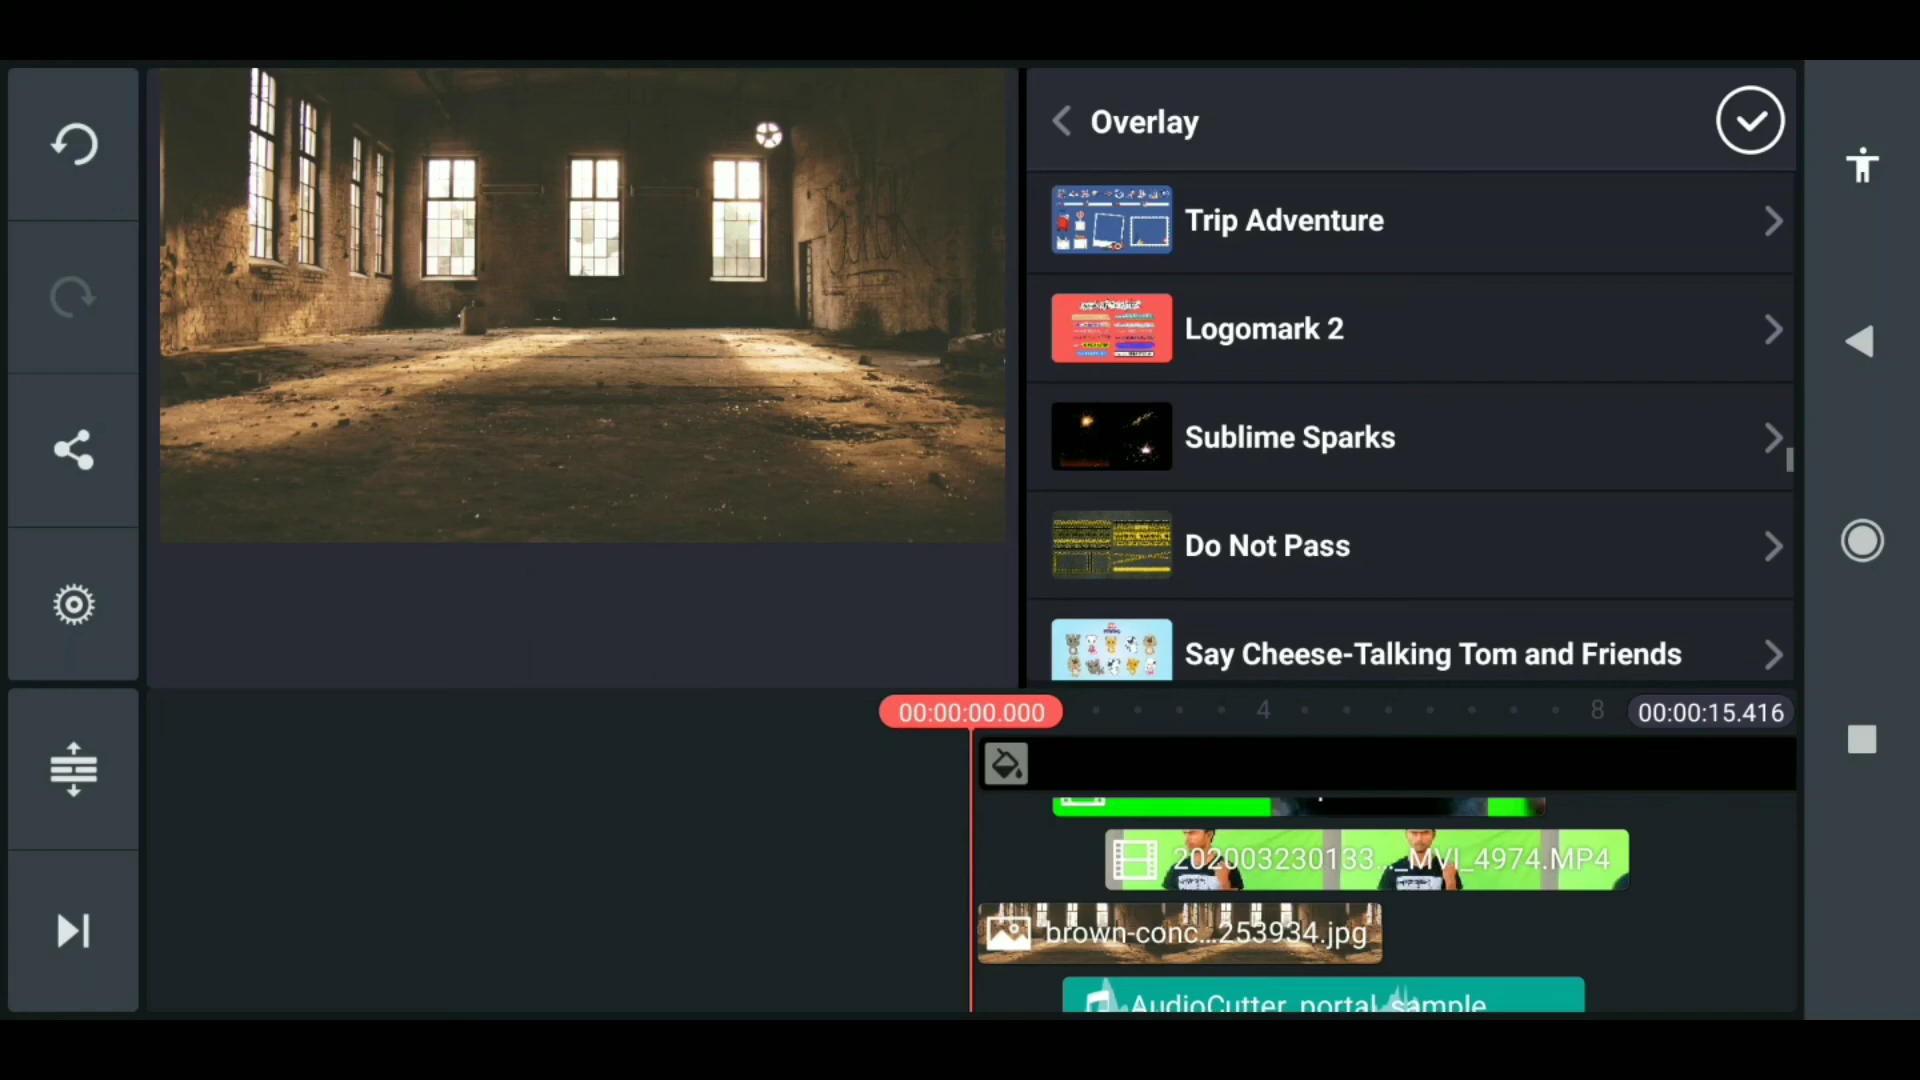 Overlay
Trip Adventure
Logomark 2
Sublime Sparks
Do Not Pass
Say Cheese-Talking Tom and Friends
00:00:00.000
4
8
00:00:15.416
202003230133..._MVI_4974.MP4
brown-conc...253934.jpg
AudioCutter_portal_sample